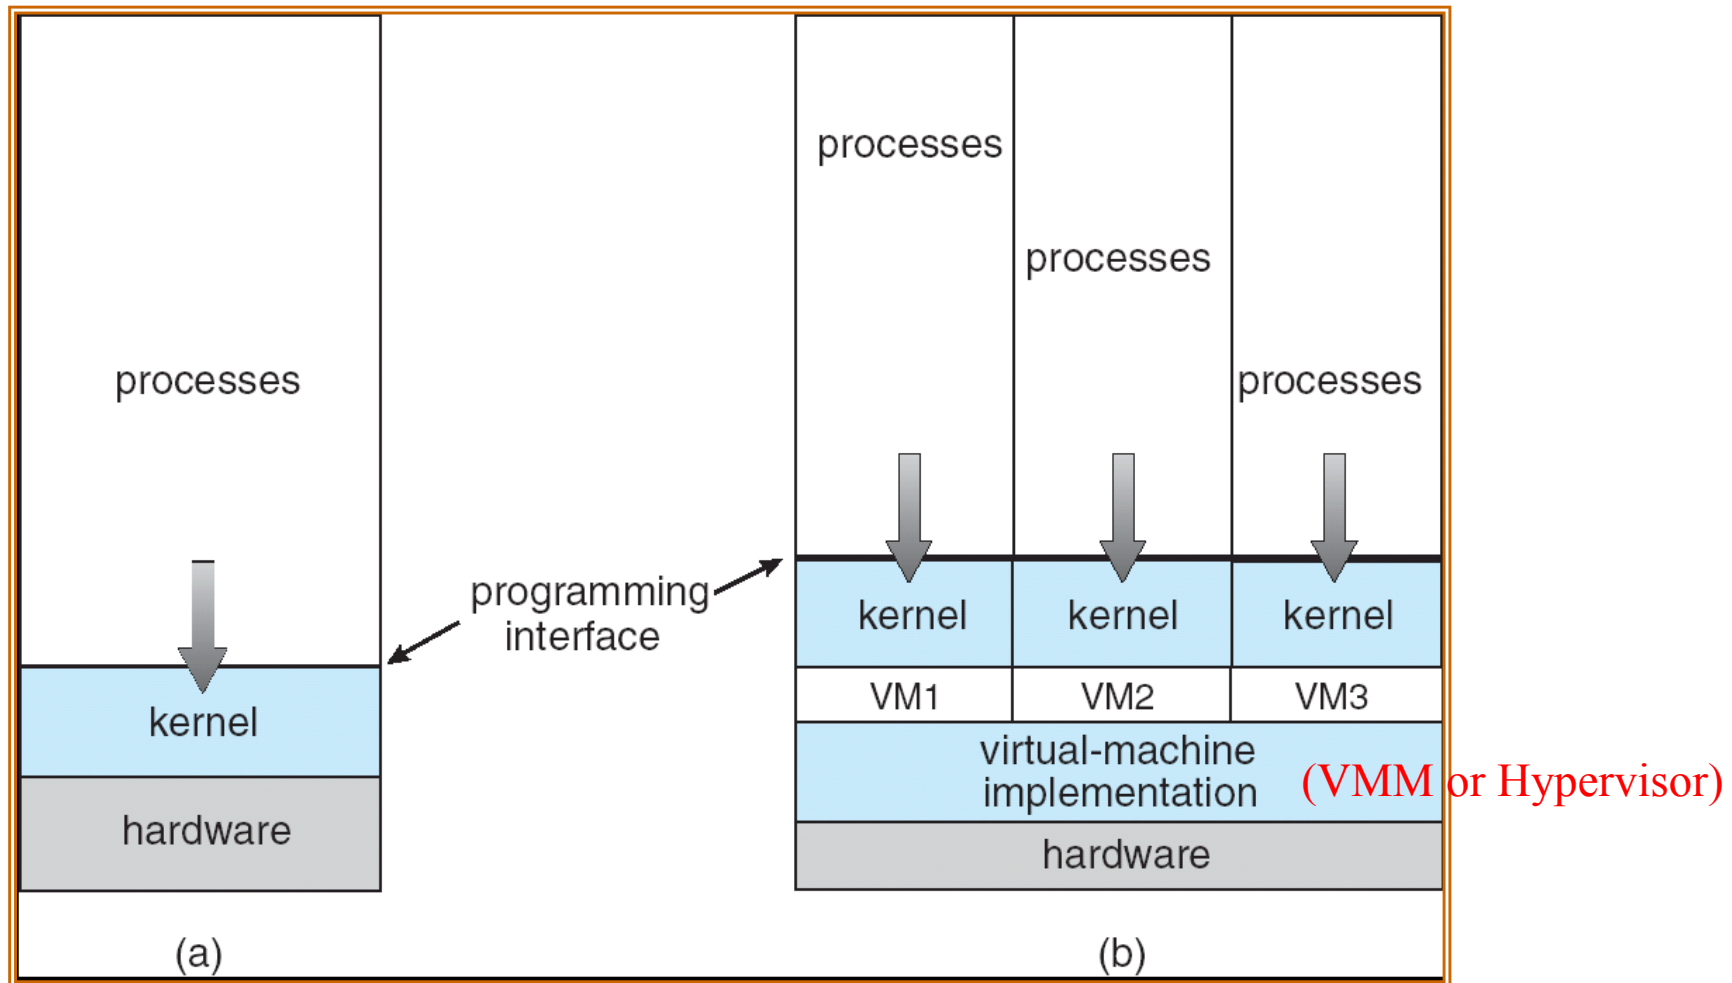 processes
kernel
hardware
(a)
programming
interface
processes
processes
processes
kernel
kernel
kernel
VM1
VM2
VM3
virtual-machine
implementation
(VMM or Hypervisor)
hardware
(b)